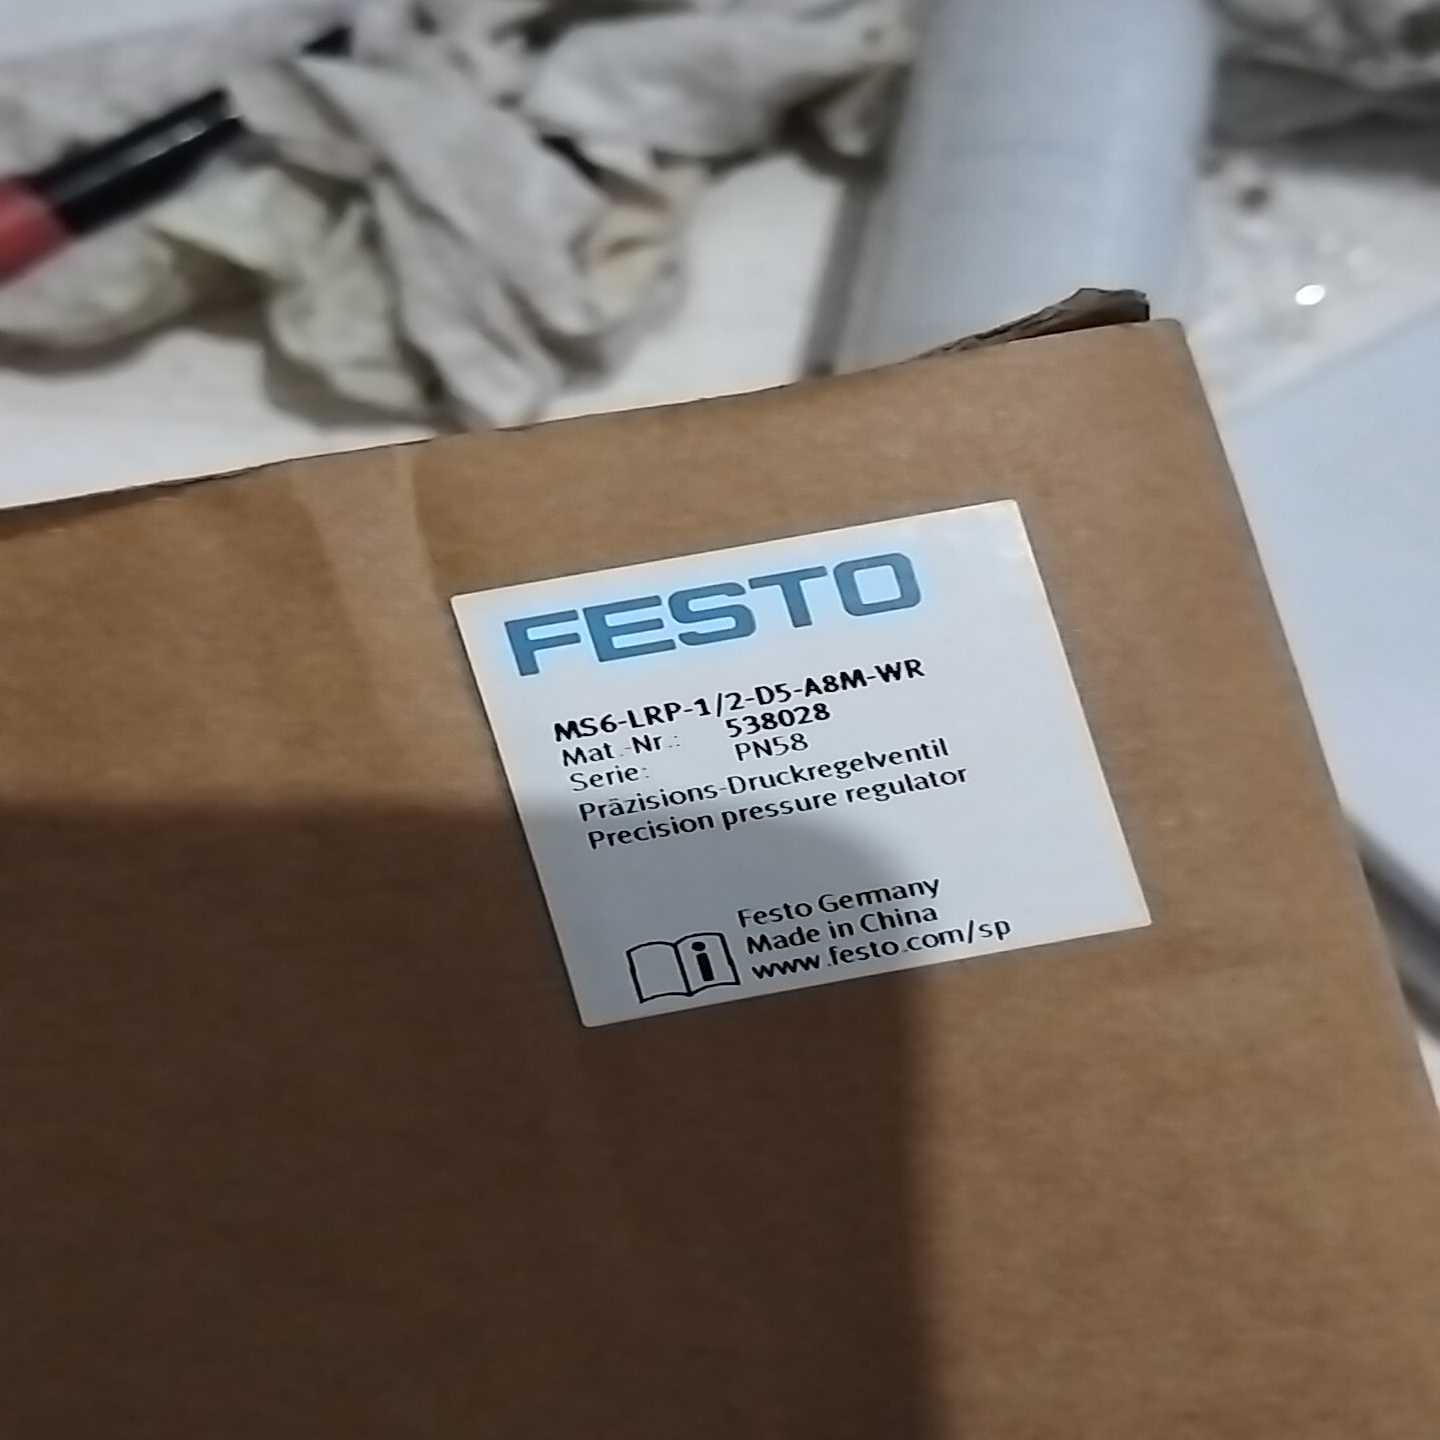 FESTO
MS6-LRP-1/2-D5-A8M-WR
Mat.-Nr.: 538028
Serie: PN58
Präzisions-Druckregelventil
Precision pressure regulator
Festo Germany
Made in China
www.festo.com/sp